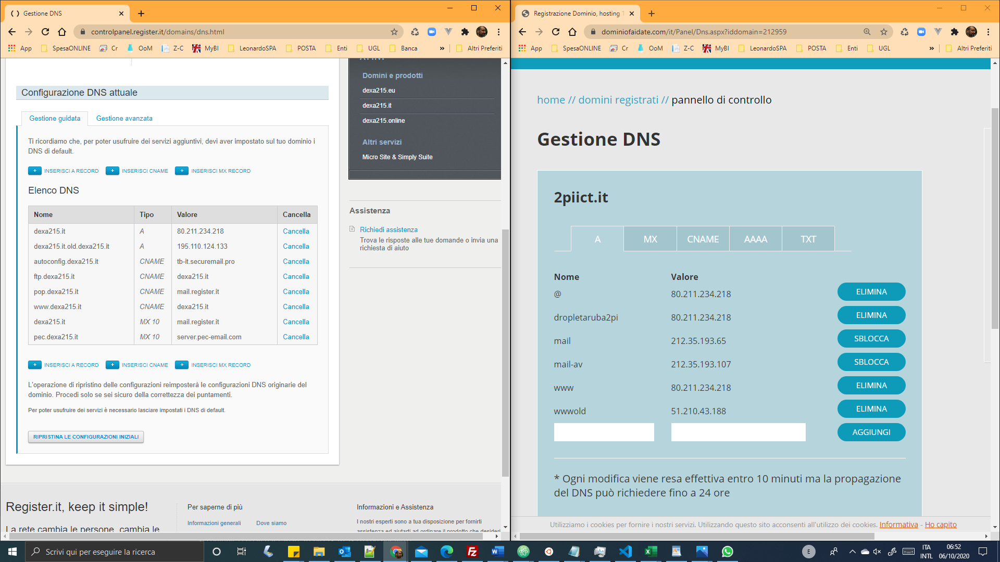 Gestione DNS
controlpanel.register.it/domains/dns.html
App SpesaONLINE Cr OoM Z-C MyBI LeonardoSPA POSTA Enti UGL Banca » Altri Preferiti
Configurazione DNS attuale
Gestione guidata Gestione avanzata
Ti ricordiamo che, per poter usufruire dei servizi aggiuntivi, devi aver impostato sul tuo dominio i
DNS di default.
+ INSERISCI A RECORD + INSERISCI CNAME + INSERISCI MX RECORD
Elenco DNS
Nome Tipo Valore Cancella
dexa215.it A 80.211.234.218 Cancella
dexa215.it.old.dexa215.it A 195.110.124.133 Cancella
autoconfig.dexa215.it CNAME tb-it.securemail.pro Cancella
ftp.dexa215.it CNAME dexa215.it Cancella
pop.dexa215.it CNAME mail.register.it Cancella
www.dexa215.it CNAME dexa215.it Cancella
dexa215.it MX 10 mail.register.it Cancella
pec.dexa215.it MX 10 server.pec-email.com Cancella
+ INSERISCI A RECORD + INSERISCI CNAME + INSERISCI MX RECORD
L'operazione di ripristino delle configurazioni reimposterà le configurazioni DNS originarie del
dominio. Procedi solo se sei sicuro della correttezza dei puntamenti.
Per poter usufruire dei servizi è necessario lasciare impostati i DNS di default.
RIPRISTINA LE CONFIGURAZIONI INIZIALI
Domini e prodotti
dexa215.eu
dexa215.it
dexa215.online
Altri servizi
Micro Site & Simply Suite
Assistenza
Richiedi assistenza
Trova le risposte alle tue domande o invia una
richiesta di aiuto
Register.it, keep it simple!
La rete cambia le persone, cambia le
Per saperne di più
Informazioni generali Dove siamo
Informazioni e Assistenza
I nostri esperti sono a tua disposizione per fornirti
assistenza ed aiutarti ad ordinare il prodotto che desideri
Registrazione Dominio, hosting
dominiofaidate.com/it/Panel/Dns.aspx?iddomain=212959
App SpesaONLINE Cr OoM Z-C MyBI LeonardoSPA POSTA Enti UGL » Altri Preferiti
home // domini registrati // pannello di controllo
Gestione DNS
2piict.it
A MX CNAME AAAA TXT
Nome Valore
@ 80.211.234.218 ELIMINA
dropletaruba2pi 80.211.234.218 ELIMINA
mail 212.35.193.65 SBLOCCA
mail-av 212.35.193.107 SBLOCCA
www 80.211.234.218 ELIMINA
wwwold 51.210.43.188 ELIMINA
AGGIUNGI
* Ogni modifica viene resa effettiva entro 10 minuti ma la propagazione
del DNS può richiedere fino a 24 ore
Utilizziamo i cookies per fornire i nostri servizi. Utilizzando questo sito acconsenti all'utilizzo dei cookies. Informativa - Ho capito
Scrivi qui per eseguire la ricerca
E
ITA
INTL
06:52
06/10/2020